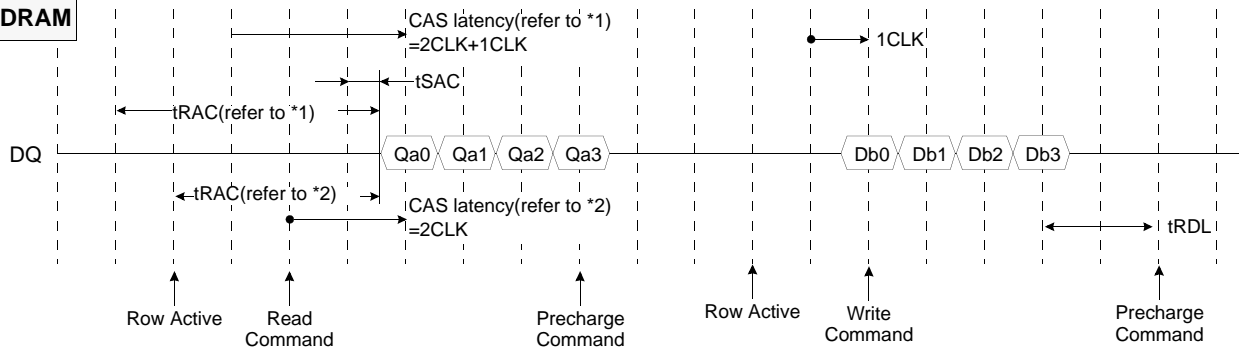 DRAM
CAS latency(refer to *1)
=2CLK+1CLK
1CLK
tSAC
tRAC(refer to *1)
DQ
Qa0 Qa1 Qa2 Qa3
Db0 Db1 Db2 Db3
tRAC(refer to *2)
CAS latency(refer to *2)
=2CLK
tRDL
Row Active
Read
Command
Precharge
Command
Row Active
Write
Command
Precharge
Command